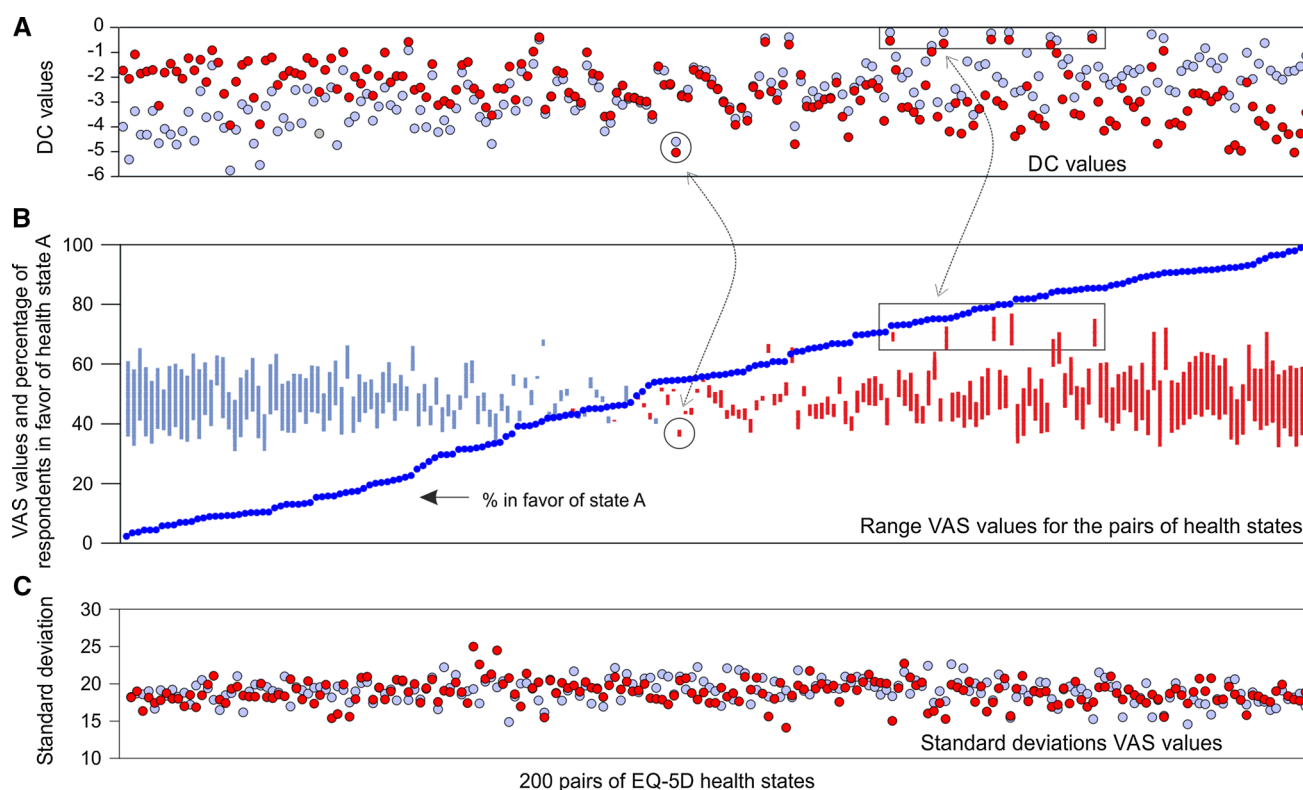 A
DC values
0
-1
-2
-3
-4
-5
-6
DC values
B
VAS values and percentage of
respondents in favor of health state A
100
80
60
40
20
0
% in favor of state A
Range VAS values for the pairs of health states
C
Standard deviation
30
25
20
15
10
Standard deviations VAS values
200 pairs of EQ-5D health states